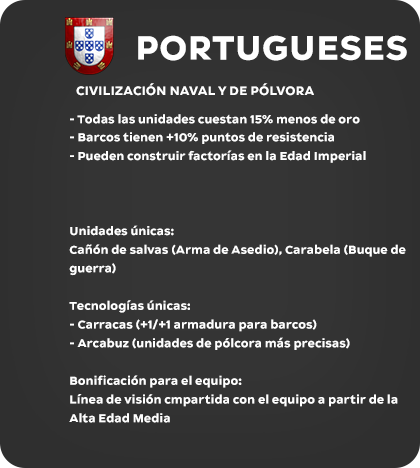 PORTUGUESES
CIVILIZACIÓN NAVAL Y DE PÓLVORA
- Todas las unidades cuestan 15% menos de oro
- Barcos tienen +10% puntos de resistencia
- Pueden construir factorías en la Edad Imperial
Unidades únicas:
Cañón de salvas (Arma de Asedio), Carabela (Buque de
guerra)
Tecnologías únicas:
- Carracas (+1/+1 armadura para barcos)
- Arcabuz (unidades de pólcora más precisas)
Bonificación para el equipo:
Línea de visión cmpartida con el equipo a partir de la
Alta Edad Media